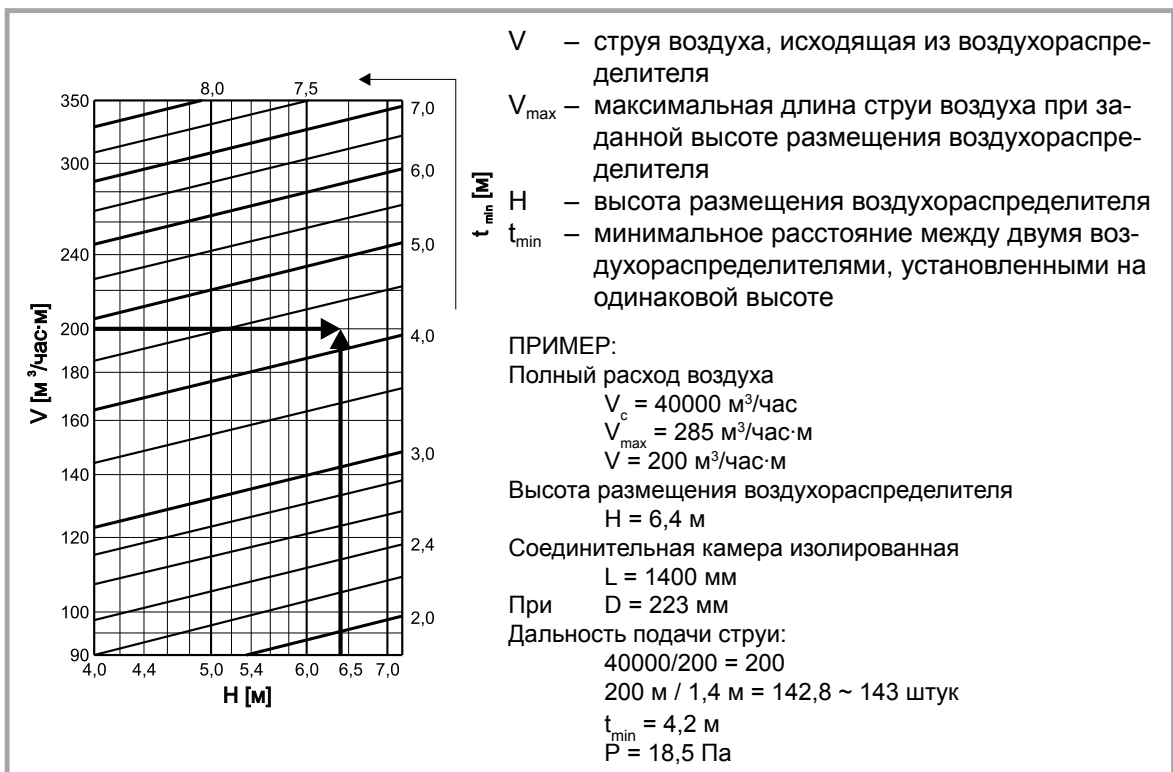 8,0 7,5
350
300
240
200
180
160
140
120
100
90
V [м ³/час·м]
4,0 4,4 5,0 5,4 6,0 6,5 7,0
H [м]
7,0
6,0
5,0
4,0
3,0
2,4
2,0
t min [м]
V – струя воздуха, исходящая из воздухораспре-
делителя
Vmax – максимальная длина струи воздуха при за-
данной высоте размещения воздухораспре-
делителя
H – высота размещения воздухораспределителя
tmin – минимальное расстояние между двумя воз-
духораспределителями, установленными на
одинаковой высоте
ПРИМЕР:
Полный расход воздуха
Vc = 40000 м³/час
Vmax = 285 м³/час·м
V = 200 м³/час·м
Высота размещения воздухораспределителя
H = 6,4 м
Соединительная камера изолированная
L = 1400 мм
При D = 223 мм
Дальность подачи струи:
40000/200 = 200
200 м / 1,4 м = 142,8 ~ 143 штук
tmin = 4,2 м
P = 18,5 Па